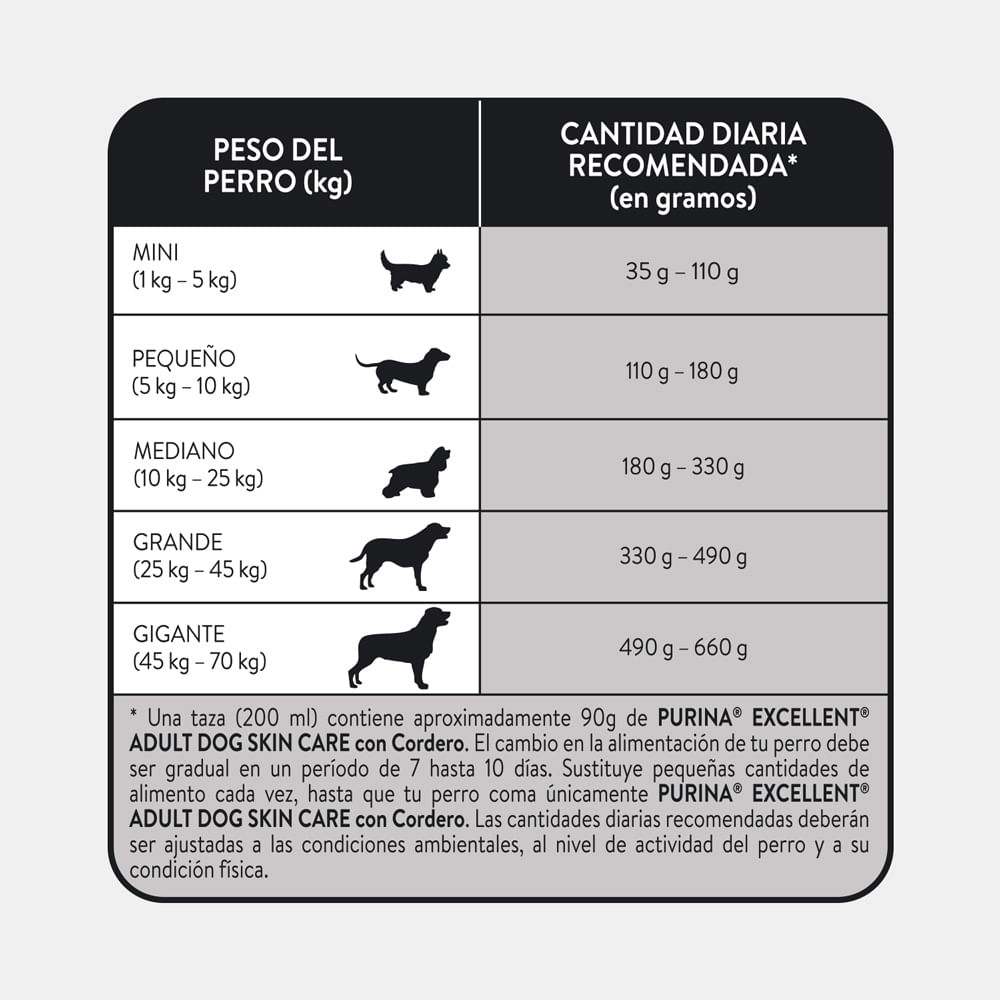 PESO DEL
PERRO (kg)
CANTIDAD DIARIA
RECOMENDADA*
(en gramos)
MINI
(1 kg – 5 kg)
35 g – 110 g
PEQUEÑO
(5 kg – 10 kg)
110 g – 180 g
MEDIANO
(10 kg – 25 kg)
180 g – 330 g
GRANDE
(25 kg – 45 kg)
330 g – 490 g
GIGANTE
(45 kg – 70 kg)
490 g – 660 g
* Una taza (200 ml) contiene aproximadamente 90g de PURINA® EXCELLENT®
ADULT DOG SKIN CARE con Cordero. El cambio en la alimentación de tu perro debe
ser gradual en un período de 7 hasta 10 días. Sustituye pequeñas cantidades de
alimento cada vez, hasta que tu perro coma únicamente PURINA® EXCELLENT®
ADULT DOG SKIN CARE con Cordero. Las cantidades diarias recomendadas deberán
ser ajustadas a las condiciones ambientales, al nivel de actividad del perro y a su
condición física.